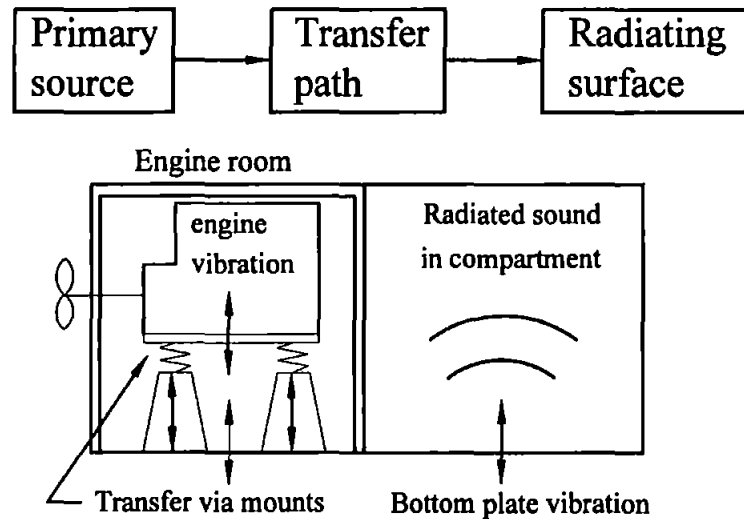 Primary
source
Transfer
path
Radiating
surface
Engine room
engine
vibration
Radiated sound
in compartment
Transfer via mounts
Bottom plate vibration